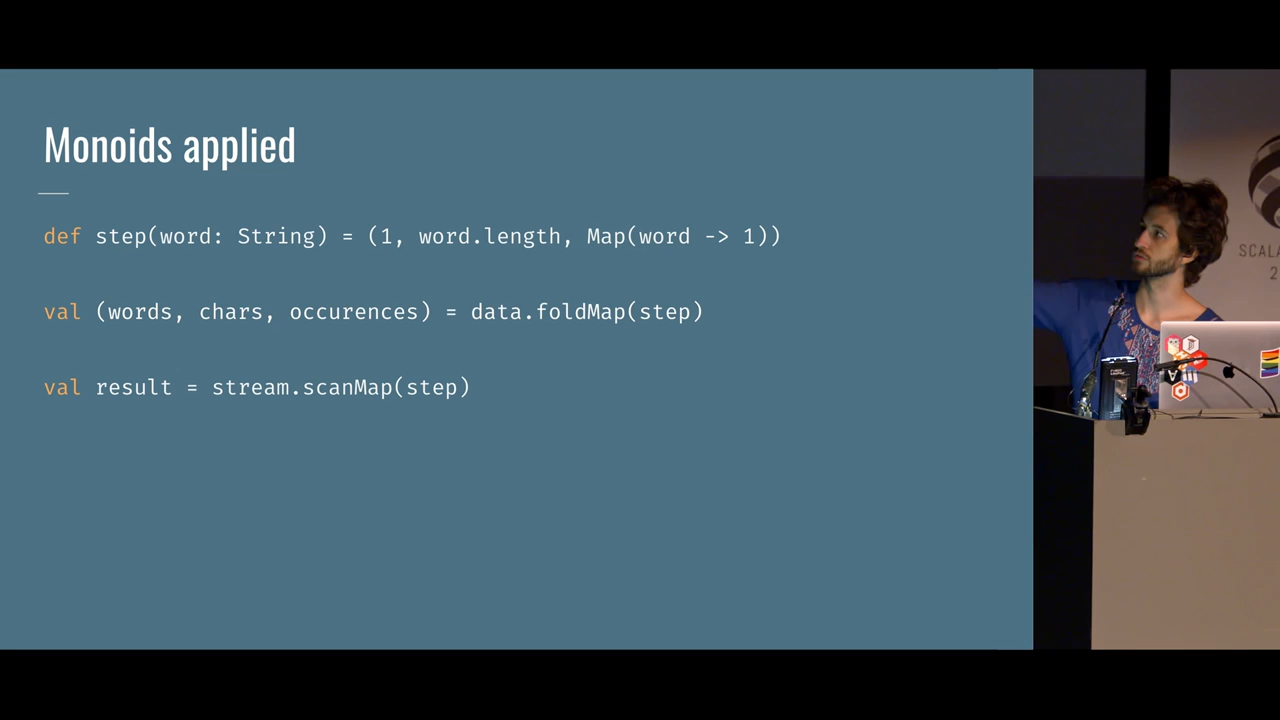 Monoids applied
def step(word: String) = (1, word.length, Map(word -> 1))
val (words, chars, occurences) = data.foldMap(step)
val result = stream.scanMap(step)
SCALA